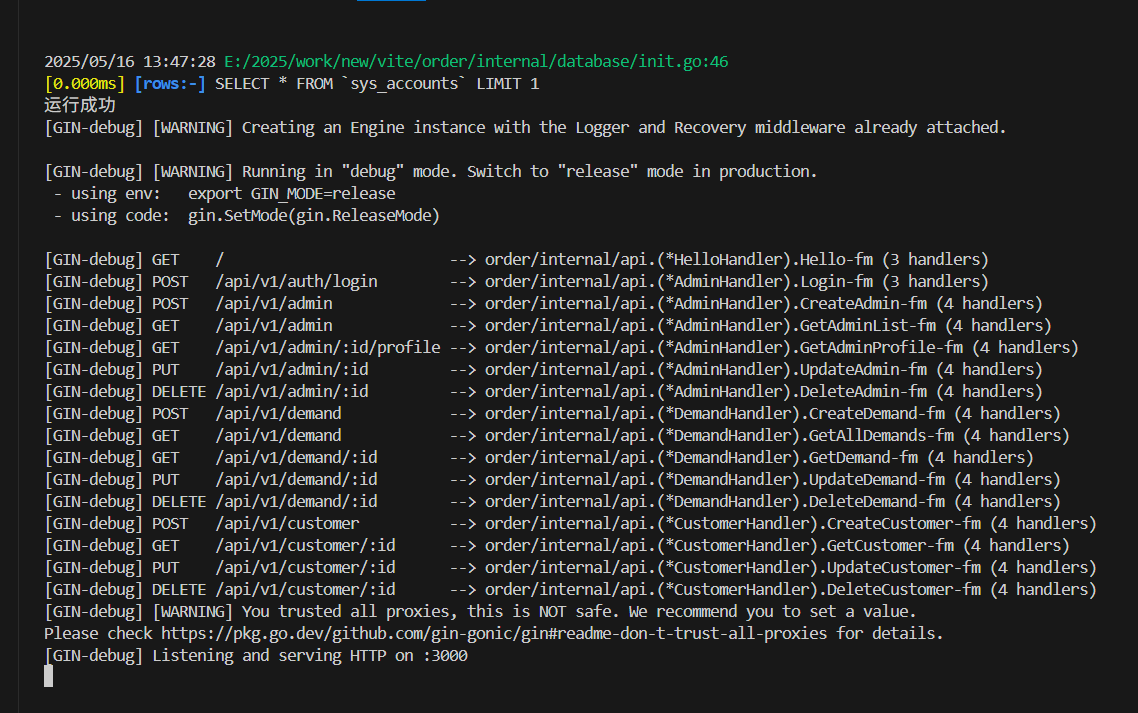 2025/05/16 13:47:28 E:/2025/work/new/vite/order/internal/database/init.go:46
[0.000ms] [rows:-] SELECT * FROM `sys_accounts` LIMIT 1
运行成功
[GIN-debug] [WARNING] Creating an Engine instance with the Logger and Recovery middleware already attached.
[GIN-debug] [WARNING] Running in "debug" mode. Switch to "release" mode in production.
- using env:   export GIN_MODE=release
- using code:  gin.SetMode(gin.ReleaseMode)
[GIN-debug] GET    /                         --> order/internal/api.(*HelloHandler).Hello-fm (3 handlers)
[GIN-debug] POST   /api/v1/auth/login        --> order/internal/api.(*AdminHandler).Login-fm (3 handlers)
[GIN-debug] POST   /api/v1/admin             --> order/internal/api.(*AdminHandler).CreateAdmin-fm (4 handlers)
[GIN-debug] GET    /api/v1/admin             --> order/internal/api.(*AdminHandler).GetAdminList-fm (4 handlers)
[GIN-debug] GET    /api/v1/admin/:id/profile --> order/internal/api.(*AdminHandler).GetAdminProfile-fm (4 handlers)
[GIN-debug] PUT    /api/v1/admin/:id         --> order/internal/api.(*AdminHandler).UpdateAdmin-fm (4 handlers)
[GIN-debug] DELETE /api/v1/admin/:id         --> order/internal/api.(*AdminHandler).DeleteAdmin-fm (4 handlers)
[GIN-debug] POST   /api/v1/demand            --> order/internal/api.(*DemandHandler).CreateDemand-fm (4 handlers)
[GIN-debug] GET    /api/v1/demand            --> order/internal/api.(*DemandHandler).GetAllDemands-fm (4 handlers)
[GIN-debug] GET    /api/v1/demand/:id        --> order/internal/api.(*DemandHandler).GetDemand-fm (4 handlers)
[GIN-debug] PUT    /api/v1/demand/:id        --> order/internal/api.(*DemandHandler).UpdateDemand-fm (4 handlers)
[GIN-debug] DELETE /api/v1/demand/:id        --> order/internal/api.(*DemandHandler).DeleteDemand-fm (4 handlers)
[GIN-debug] POST   /api/v1/customer          --> order/internal/api.(*CustomerHandler).CreateCustomer-fm (4 handlers)
[GIN-debug] GET    /api/v1/customer/:id      --> order/internal/api.(*CustomerHandler).GetCustomer-fm (4 handlers)
[GIN-debug] PUT    /api/v1/customer/:id      --> order/internal/api.(*CustomerHandler).UpdateCustomer-fm (4 handlers)
[GIN-debug] DELETE /api/v1/customer/:id      --> order/internal/api.(*CustomerHandler).DeleteCustomer-fm (4 handlers)
[GIN-debug] [WARNING] You trusted all proxies, this is NOT safe. We recommend you to set a value.
Please check https://pkg.go.dev/github.com/gin-gonic/gin#readme-don-t-trust-all-proxies for details.
[GIN-debug] Listening and serving HTTP on :3000